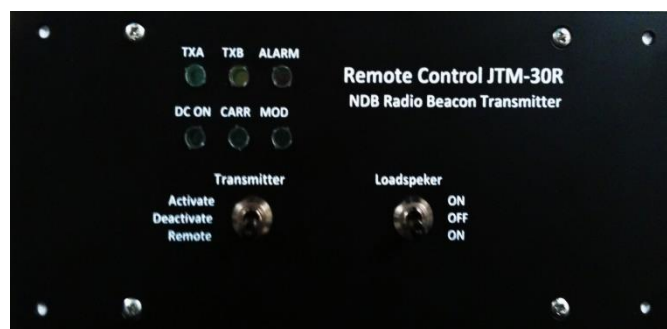 TXA TXB ALARM
Remote Control JTM-30R
NDB Radio Beacon Transmitter
DC ON CARR MOD
Transmitter
Activate
Deactivate
Remote
Loadspeker
ON
OFF
ON